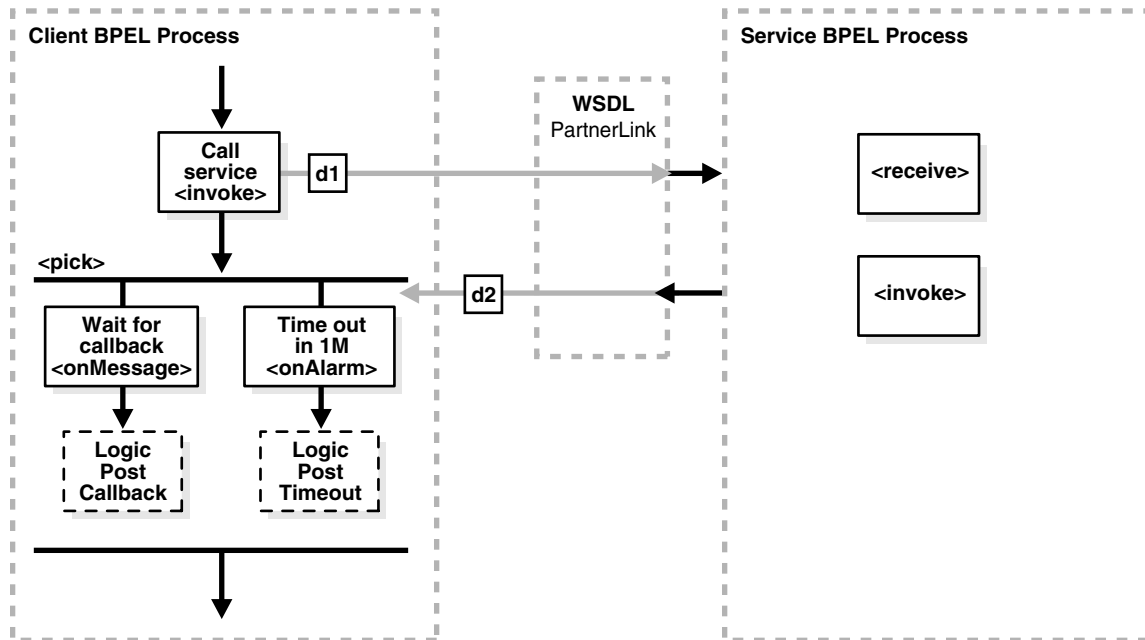 Client BPEL Process
Service BPEL Process
WSDL
PartnerLink
Call
service
<invoke>
d1
<receive>
<pick>
d2
<invoke>
Wait for
callback
<onMessage>
Time out
in 1M
<onAlarm>
Logic
Post
Callback
Logic
Post
Timeout